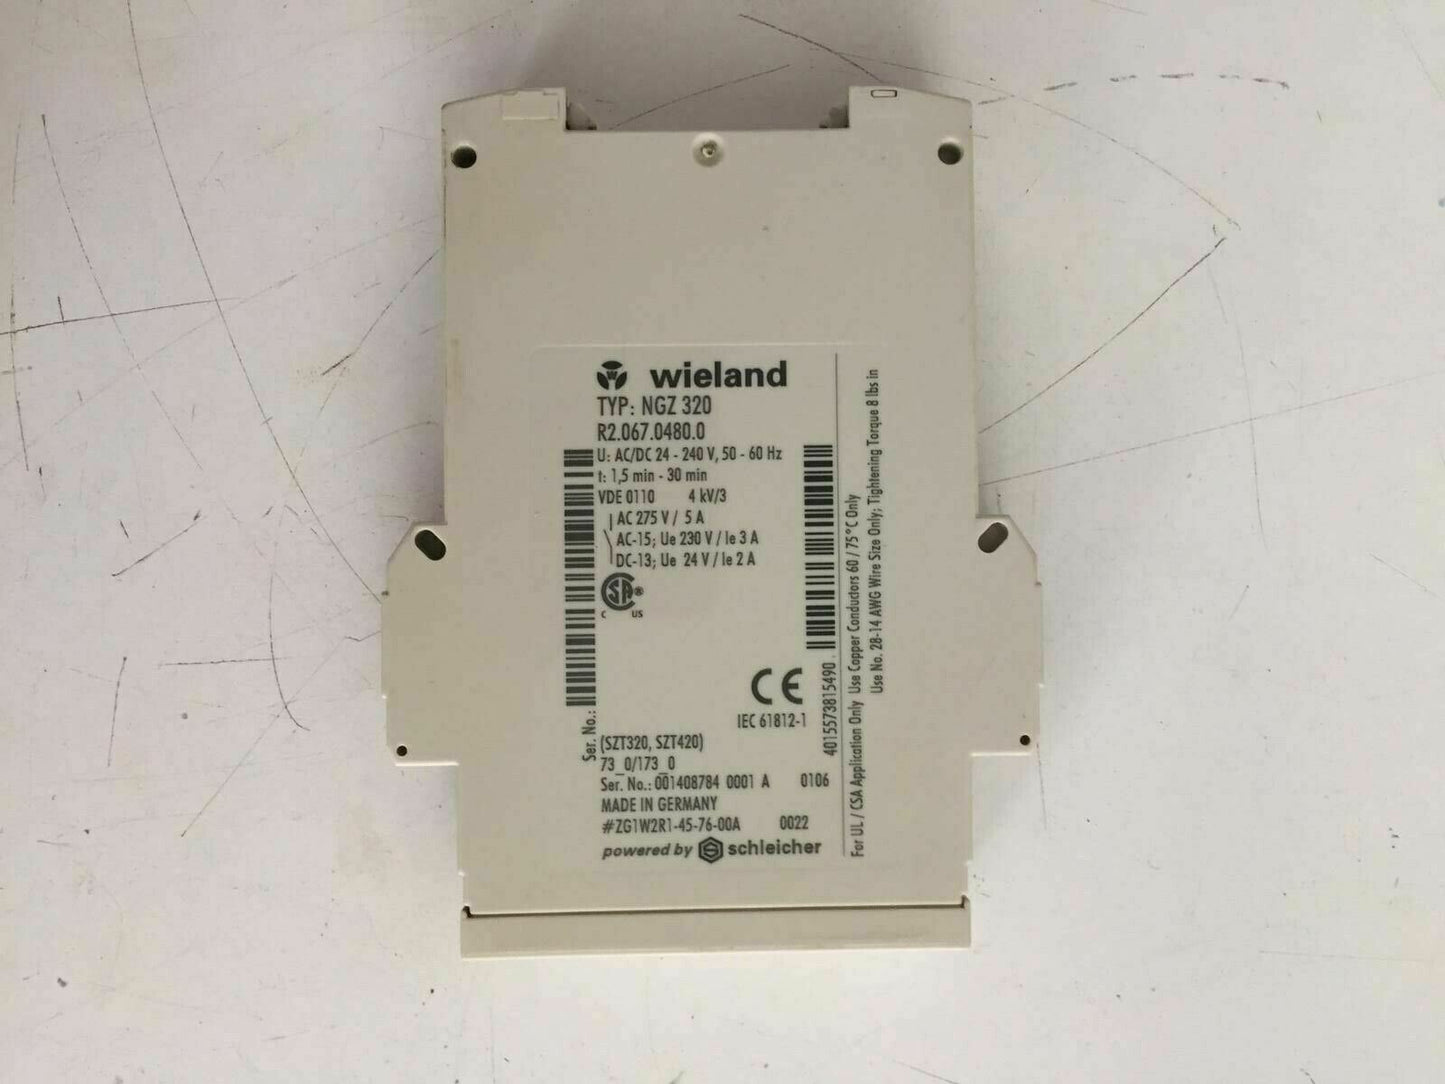 wieland
TYP: NGZ 320
R2.067.0480.0
U: AC/DC 24 - 240 V, 50 - 60 Hz
t: 1,5 min - 30 min
VDE 0110 4 kV/3
AC 275 V / 5 A
AC-15; Ue 230 V / Ie 3 A
DC-13; Ue 24 V / Ie 2 A
CSA®
C US
CE
IEC 61812-1
Ser. No.:
(SZT320, SZT420)
73_0/173_0
Ser. No.: 001408784 0001 A 0106
MADE IN GERMANY
#ZG1W2R1-45-76-00A 0022
powered by S schleicher
4015573815490
For UL / CSA Application Only Use Copper Conductors 60 / 75 °C Only
Use No. 28-14 AWG Wire Size Only; Tightening Torque 8 lbs in